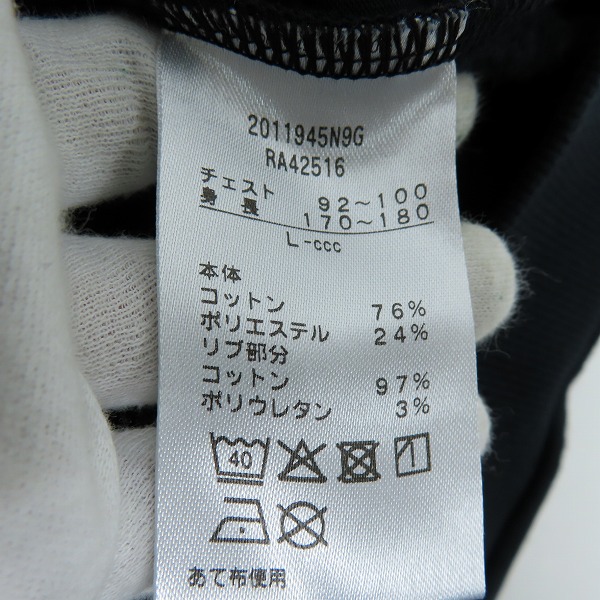 2011945N9G
RA42516
チェスト 92～100
身長 170～180
L-ccc
本体
コットン 76%
ポリエステル 24%
リブ部分
コットン 97%
ポリウレタン 3%
40
あて布使用